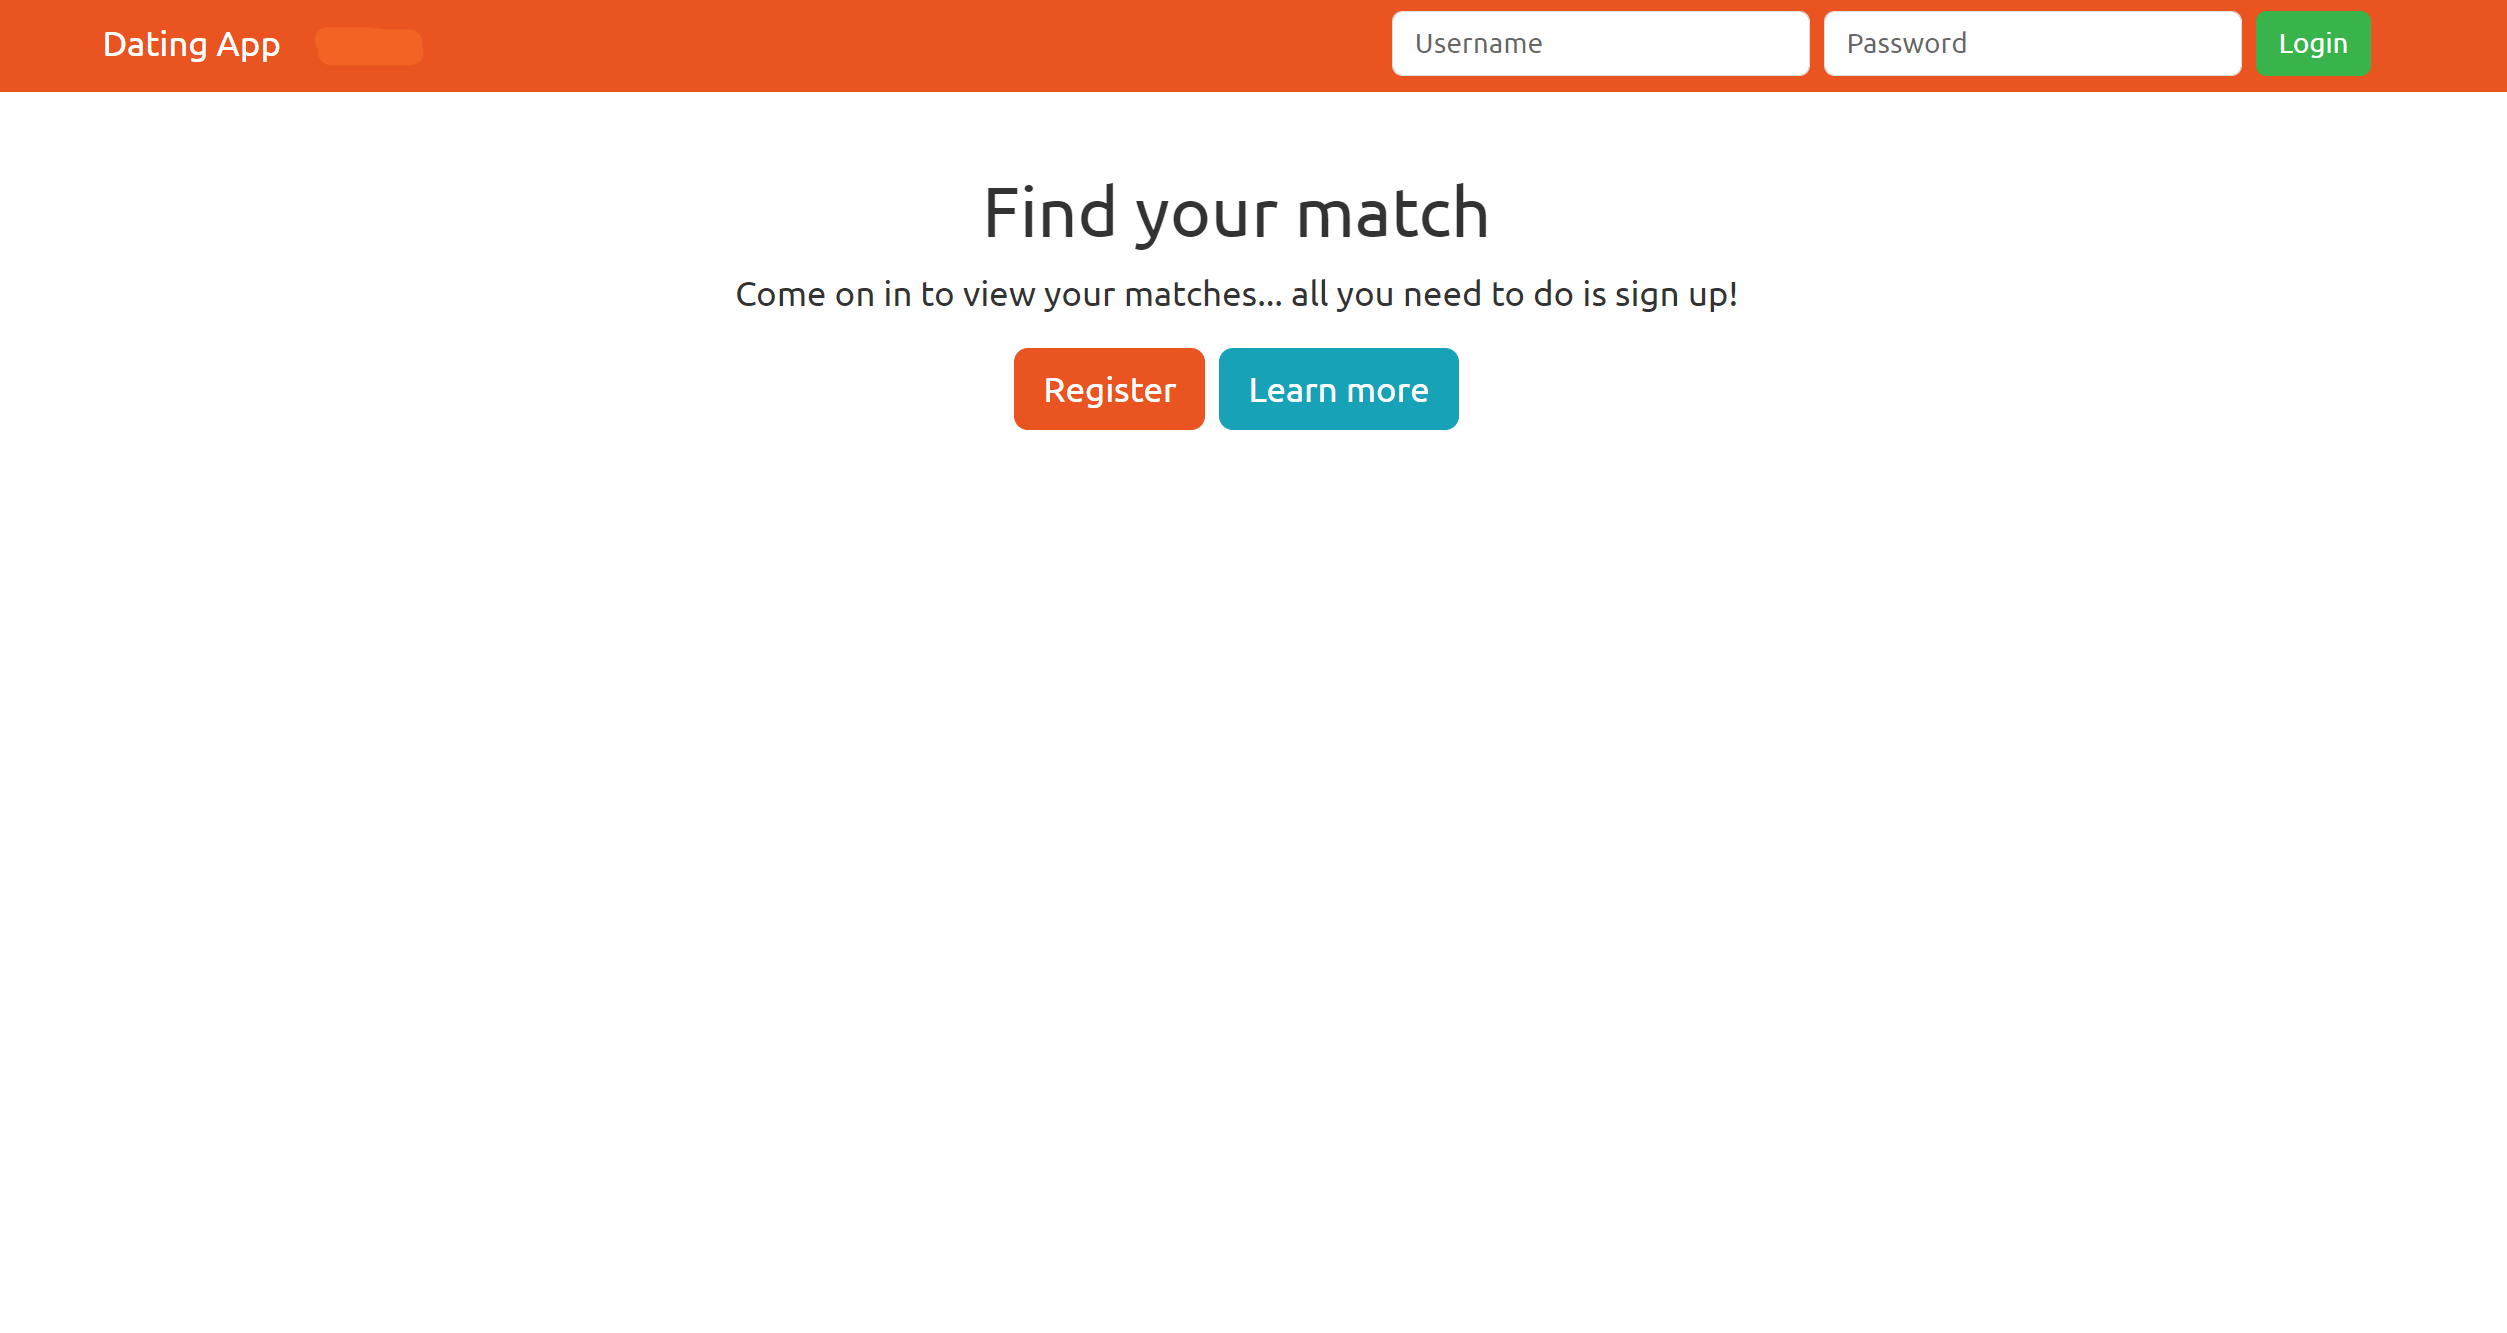 Dating App
Username
Password
Login
Find your match
Come on in to view your matches... all you need to do is sign up!
Register
Learn more